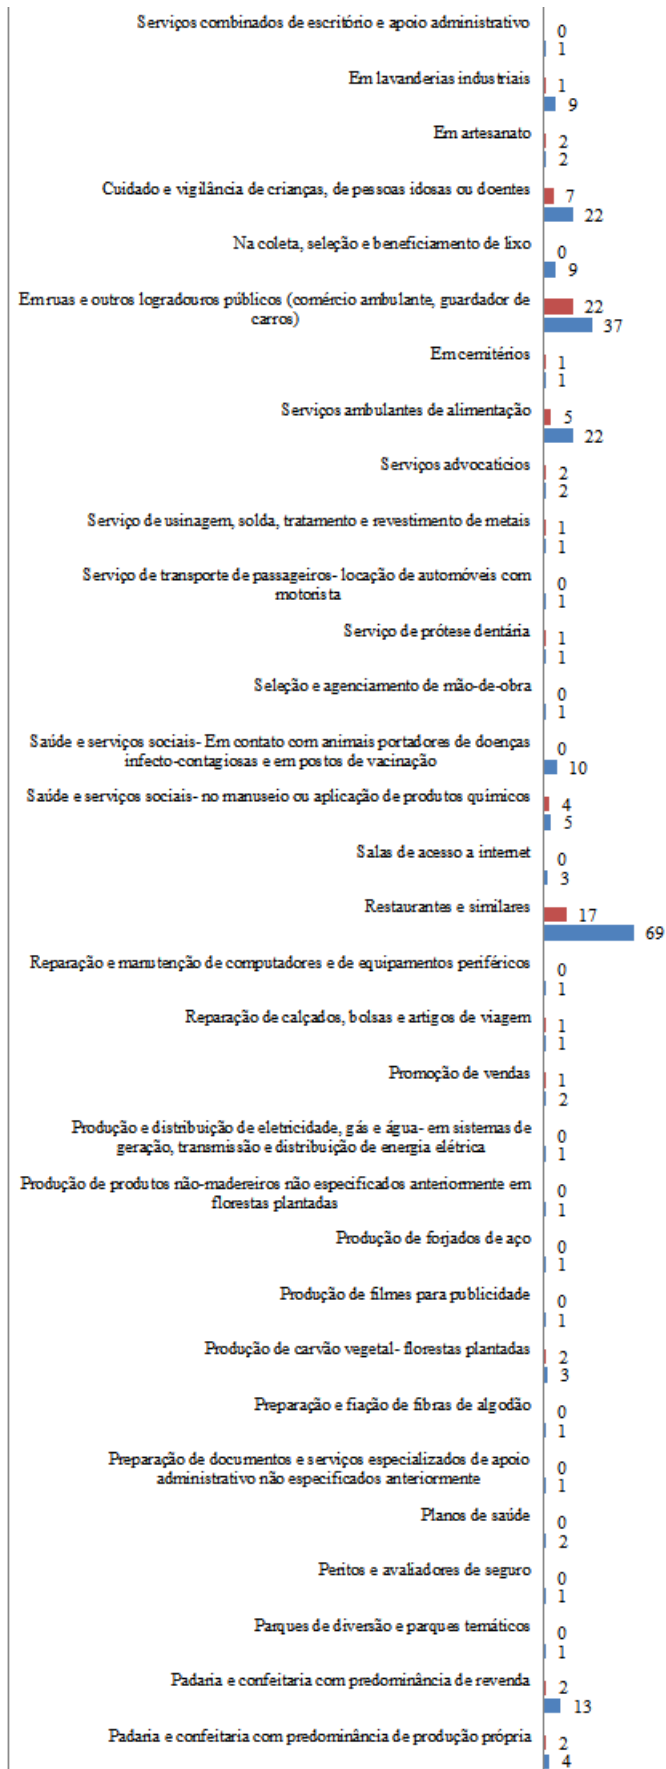 Serviços combinados de escritório e apoio administrativo
0
1
Em lavanderias industriais
1
9
Em artesanato
2
2
Cuidado e vigilância de crianças, de pessoas idosas ou doentes
7
22
Na coleta, seleção e beneficiamento de lixo
0
9
Em ruas e outros logradouros públicos (comércio ambulante, guardador de
carros)
22
37
Em cemitérios
1
1
Serviços ambulantes de alimentação
5
22
Serviços advocatícios
2
2
Serviço de usinagem, solda, tratamento e revestimento de metais
1
1
Serviço de transporte de passageiros- locação de automóveis com
motorista
0
1
Serviço de prótese dentária
1
1
Seleção e agenciamento de mão-de-obra
0
1
Saúde e serviços sociais- Em contato com animais portadores de doenças
infecto-contagiosas e em postos de vacinação
0
10
Saúde e serviços sociais- no manuseio ou aplicação de produtos químicos
4
5
Salas de acesso a internet
0
3
Restaurantes e similares
17
69
Reparação e manutenção de computadores e de equipamentos periféricos
0
1
Reparação de calçados, bolsas e artigos de viagem
1
1
Promoção de vendas
1
2
Produção e distribuição de eletricidade, gás e água- em sistemas de
geração, transmissão e distribuição de energia elétrica
0
1
Produção de produtos não-madereiros não especificados anteriormente em
florestas plantadas
0
1
Produção de forjados de aço
0
1
Produção de filmes para publicidade
0
1
Produção de carvão vegetal- florestas plantadas
2
3
Preparação e fiação de fibras de algodão
0
1
Preparação de documentos e serviços especializados de apoio
administrativo não especificados anteriormente
0
1
Planos de saúde
0
2
Peritos e avaliadores de seguro
0
1
Parques de diversão e parques temáticos
0
1
Padaria e confeitaria com predominância de revenda
2
13
Padaria e confeitaria com predominância de produção própria
2
4